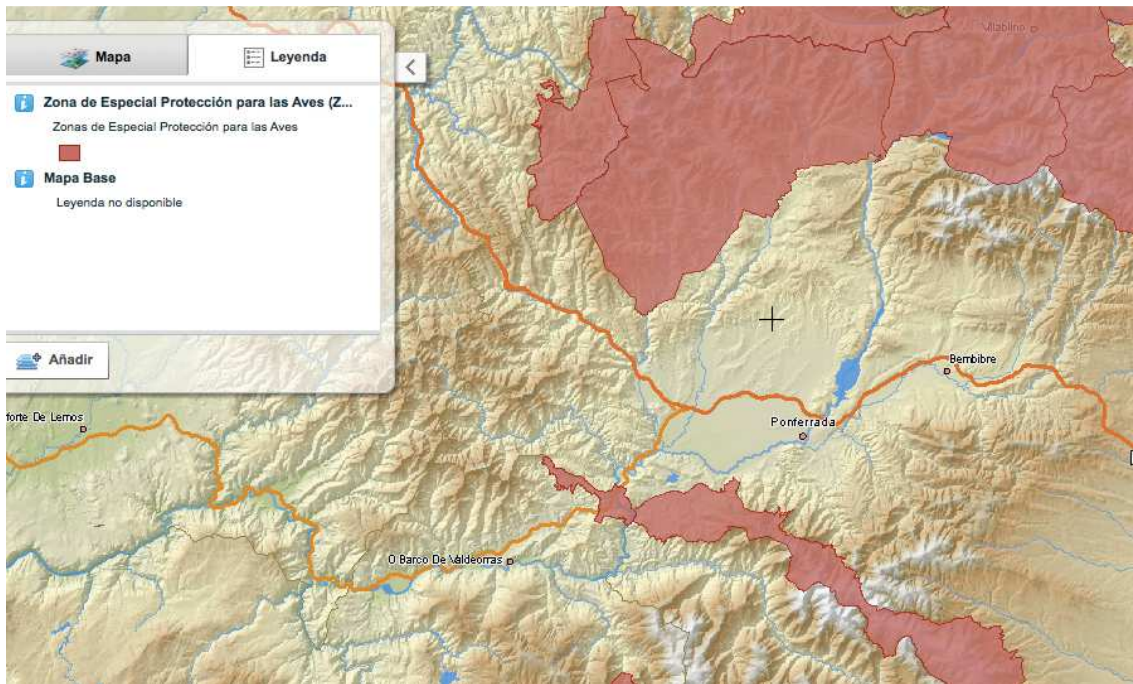 Mapa
Leyenda
Zona de Especial Protección para las Aves (Z...
Zonas de Especial Protección para las Aves
Mapa Base
Leyenda no disponible
Añadir
Villablino
Bembibre
forte De Lemos
Ponferrada
O Barco De Valdeorras